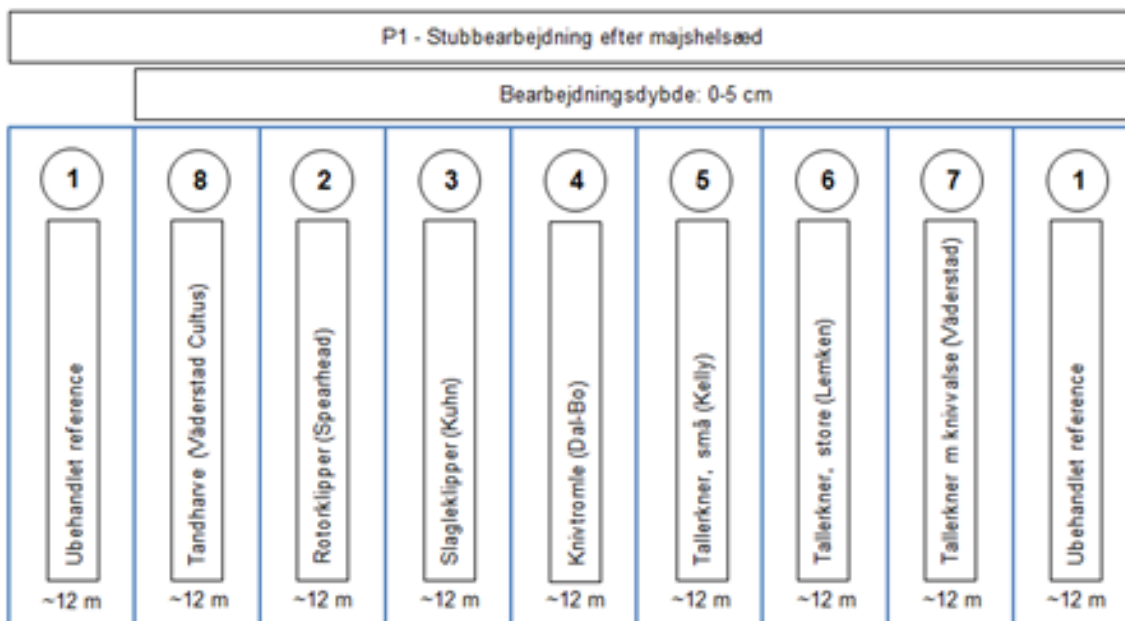 P1 - Stubbearbejdning efter majshelsæd
Bearbejdningsdybde: 0-5 cm
1
8
2
3
4
5
6
7
1
Ubehandlet reference
Tandharve (Väderstad Cultus)
Rotorklipper (Spearhead)
Slagleklipper (Kuhn)
Knivtromle (Dal-Bo)
Tallerkner, små (Kelly)
Tallerkner, store (Lemken)
Tallerkner m knivvalse (Väderstad)
Ubehandlet reference
~12 m
~12 m
~12 m
~12 m
~12 m
~12 m
~12 m
~12 m
~12 m